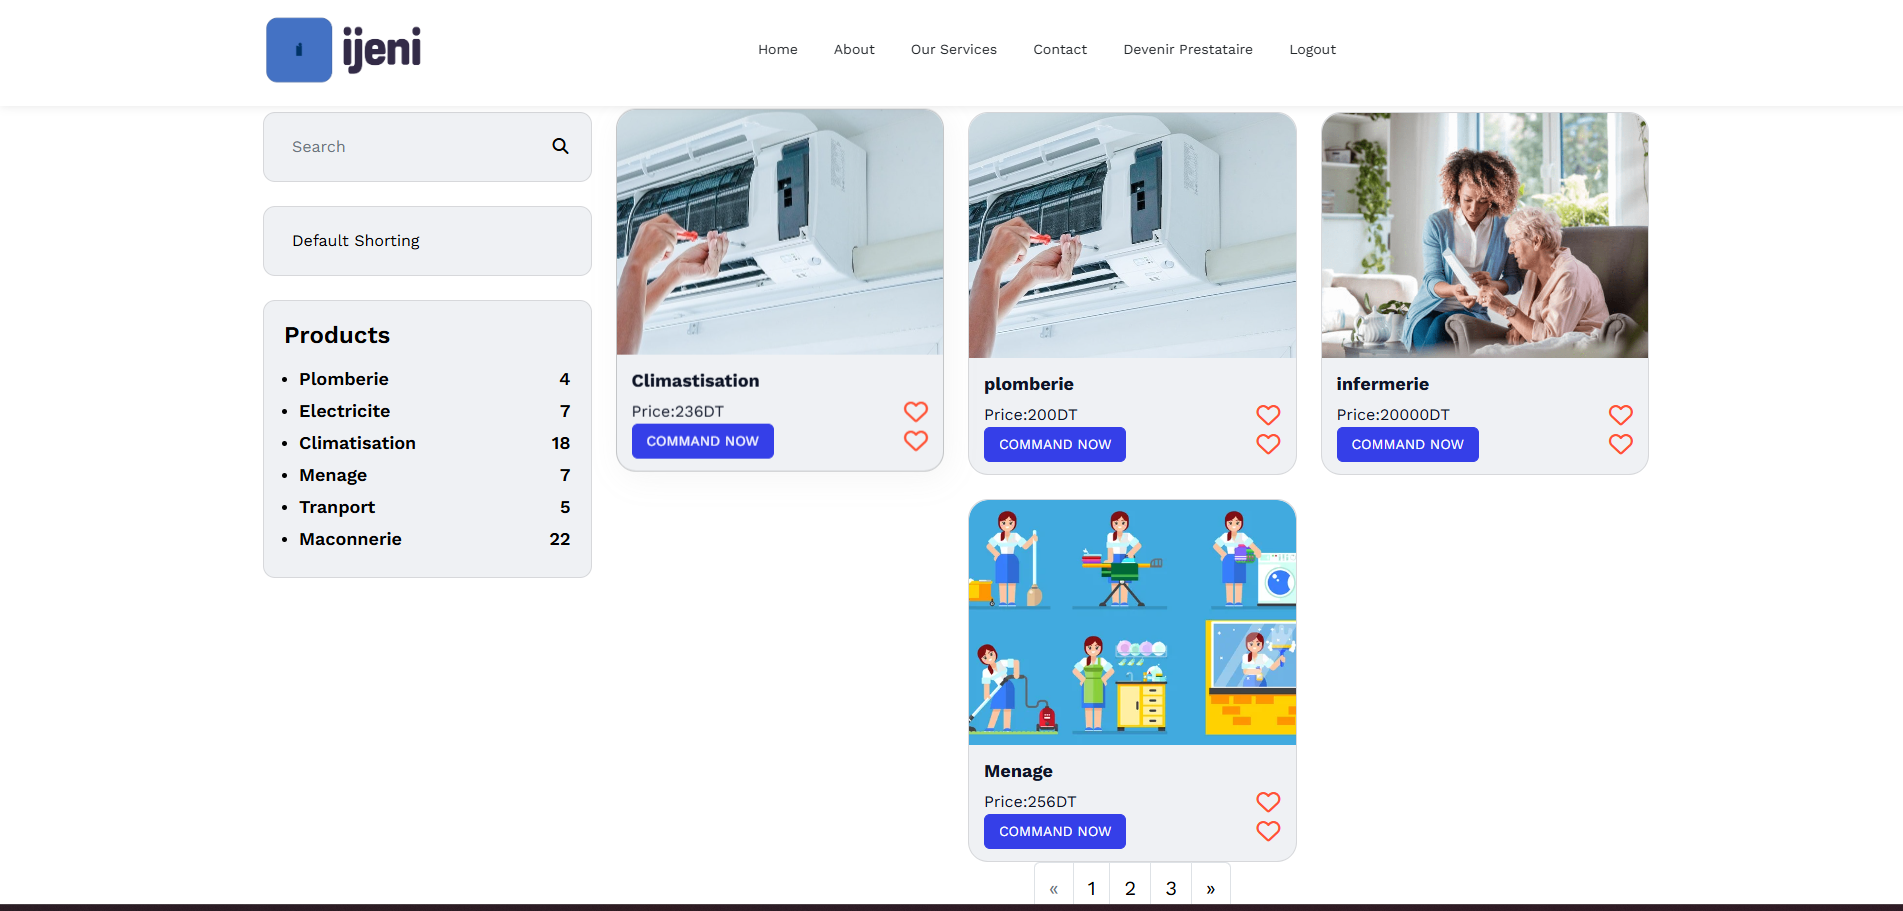 ijeni
Home About Our Services Contact Devenir Prestataire Logout
Search
Default Shorting
Products
Plomberie 4
Electricite 7
Climatisation 18
Menage 7
Tranport 5
Maconnerie 22
Climastisation
Price:236DT
COMMAND NOW
plomberie
Price:200DT
COMMAND NOW
infermerie
Price:20000DT
COMMAND NOW
Menage
Price:256DT
COMMAND NOW
« 1 2 3 »